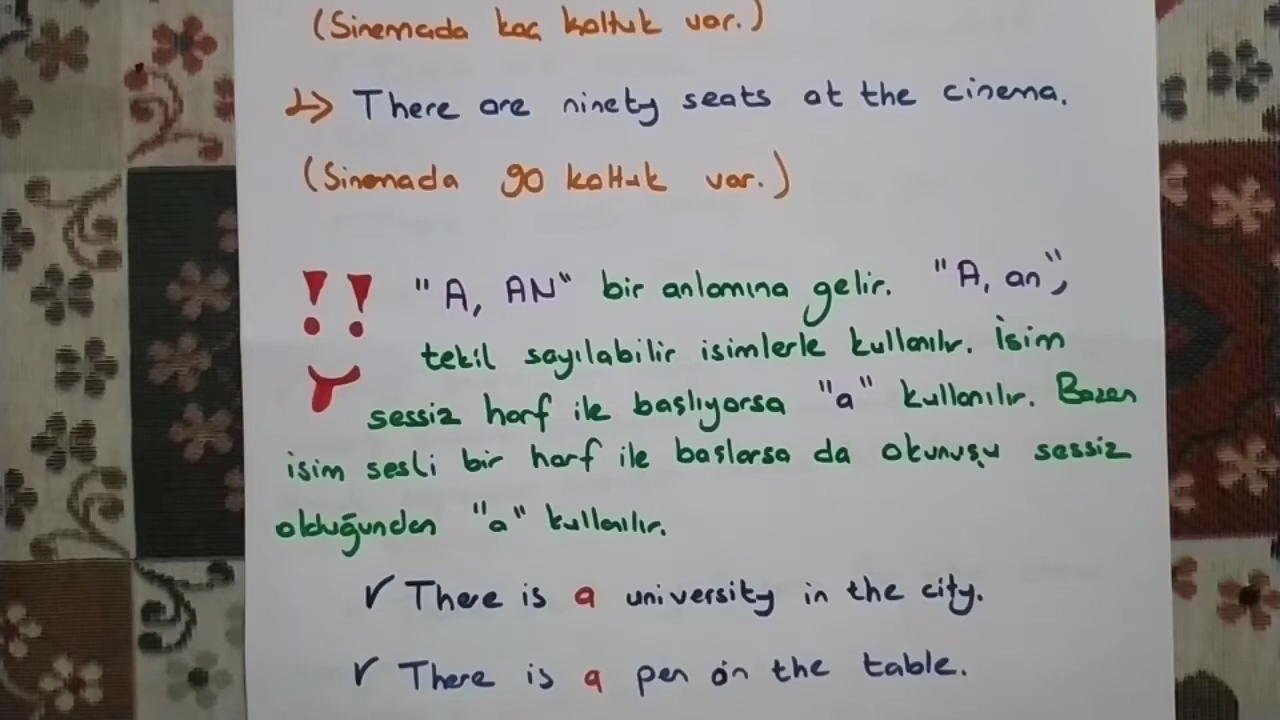 (Sinemada kaç koltuk var.)
↳ There are ninety seats at the cinema.
(Sinemada 90 koltuk var.)
!! "A, AN" bir anlamına gelir. "A, an",
tekil sayılabilir isimlerle kullanılır. İsim
sessiz harf ile başlıyorsa "a" kullanılır. Bazen
isim sesli bir harf ile başlarsa da okunuşu sessiz
olduğundan "a" kullanılır.
✓ There is a university in the city.
✓ There is a pen on the table.